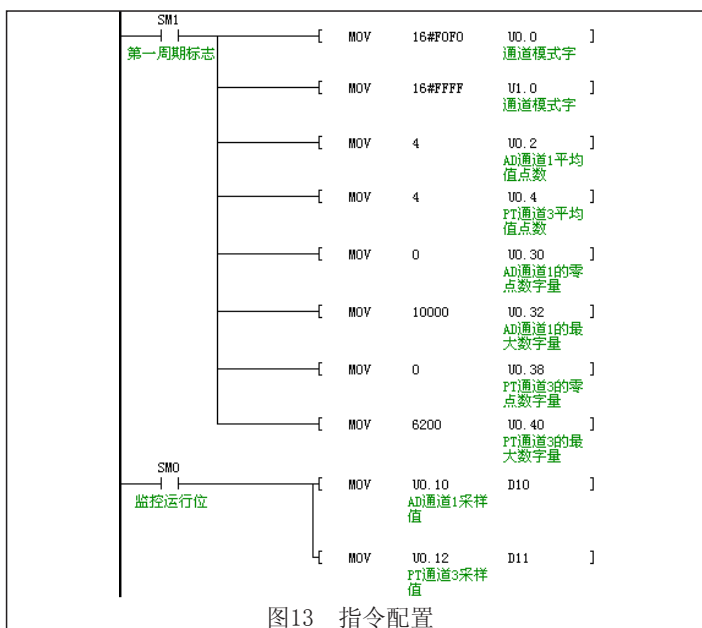 SM1
第一周期标志
[ MOV 16#F0F0 U0.0 ]
通道模式字
[ MOV 16#FFFF U1.0 ]
通道模式字
[ MOV 4 U0.2 ]
AD通道1平均
值点数
[ MOV 4 U0.4 ]
PT通道3平均
值点数
[ MOV 0 U0.30 ]
AD通道1的零
点数字量
[ MOV 10000 U0.32 ]
AD通道1的最
大数字量
[ MOV 0 U0.38 ]
PT通道3的零
点数字量
[ MOV 6200 U0.40 ]
PT通道3的最
大数字量
SM0
监控运行位
[ MOV U0.10 D10 ]
AD通道1采样
值
[ MOV U0.12 D11 ]
PT通道3采样
值
图13 指令配置